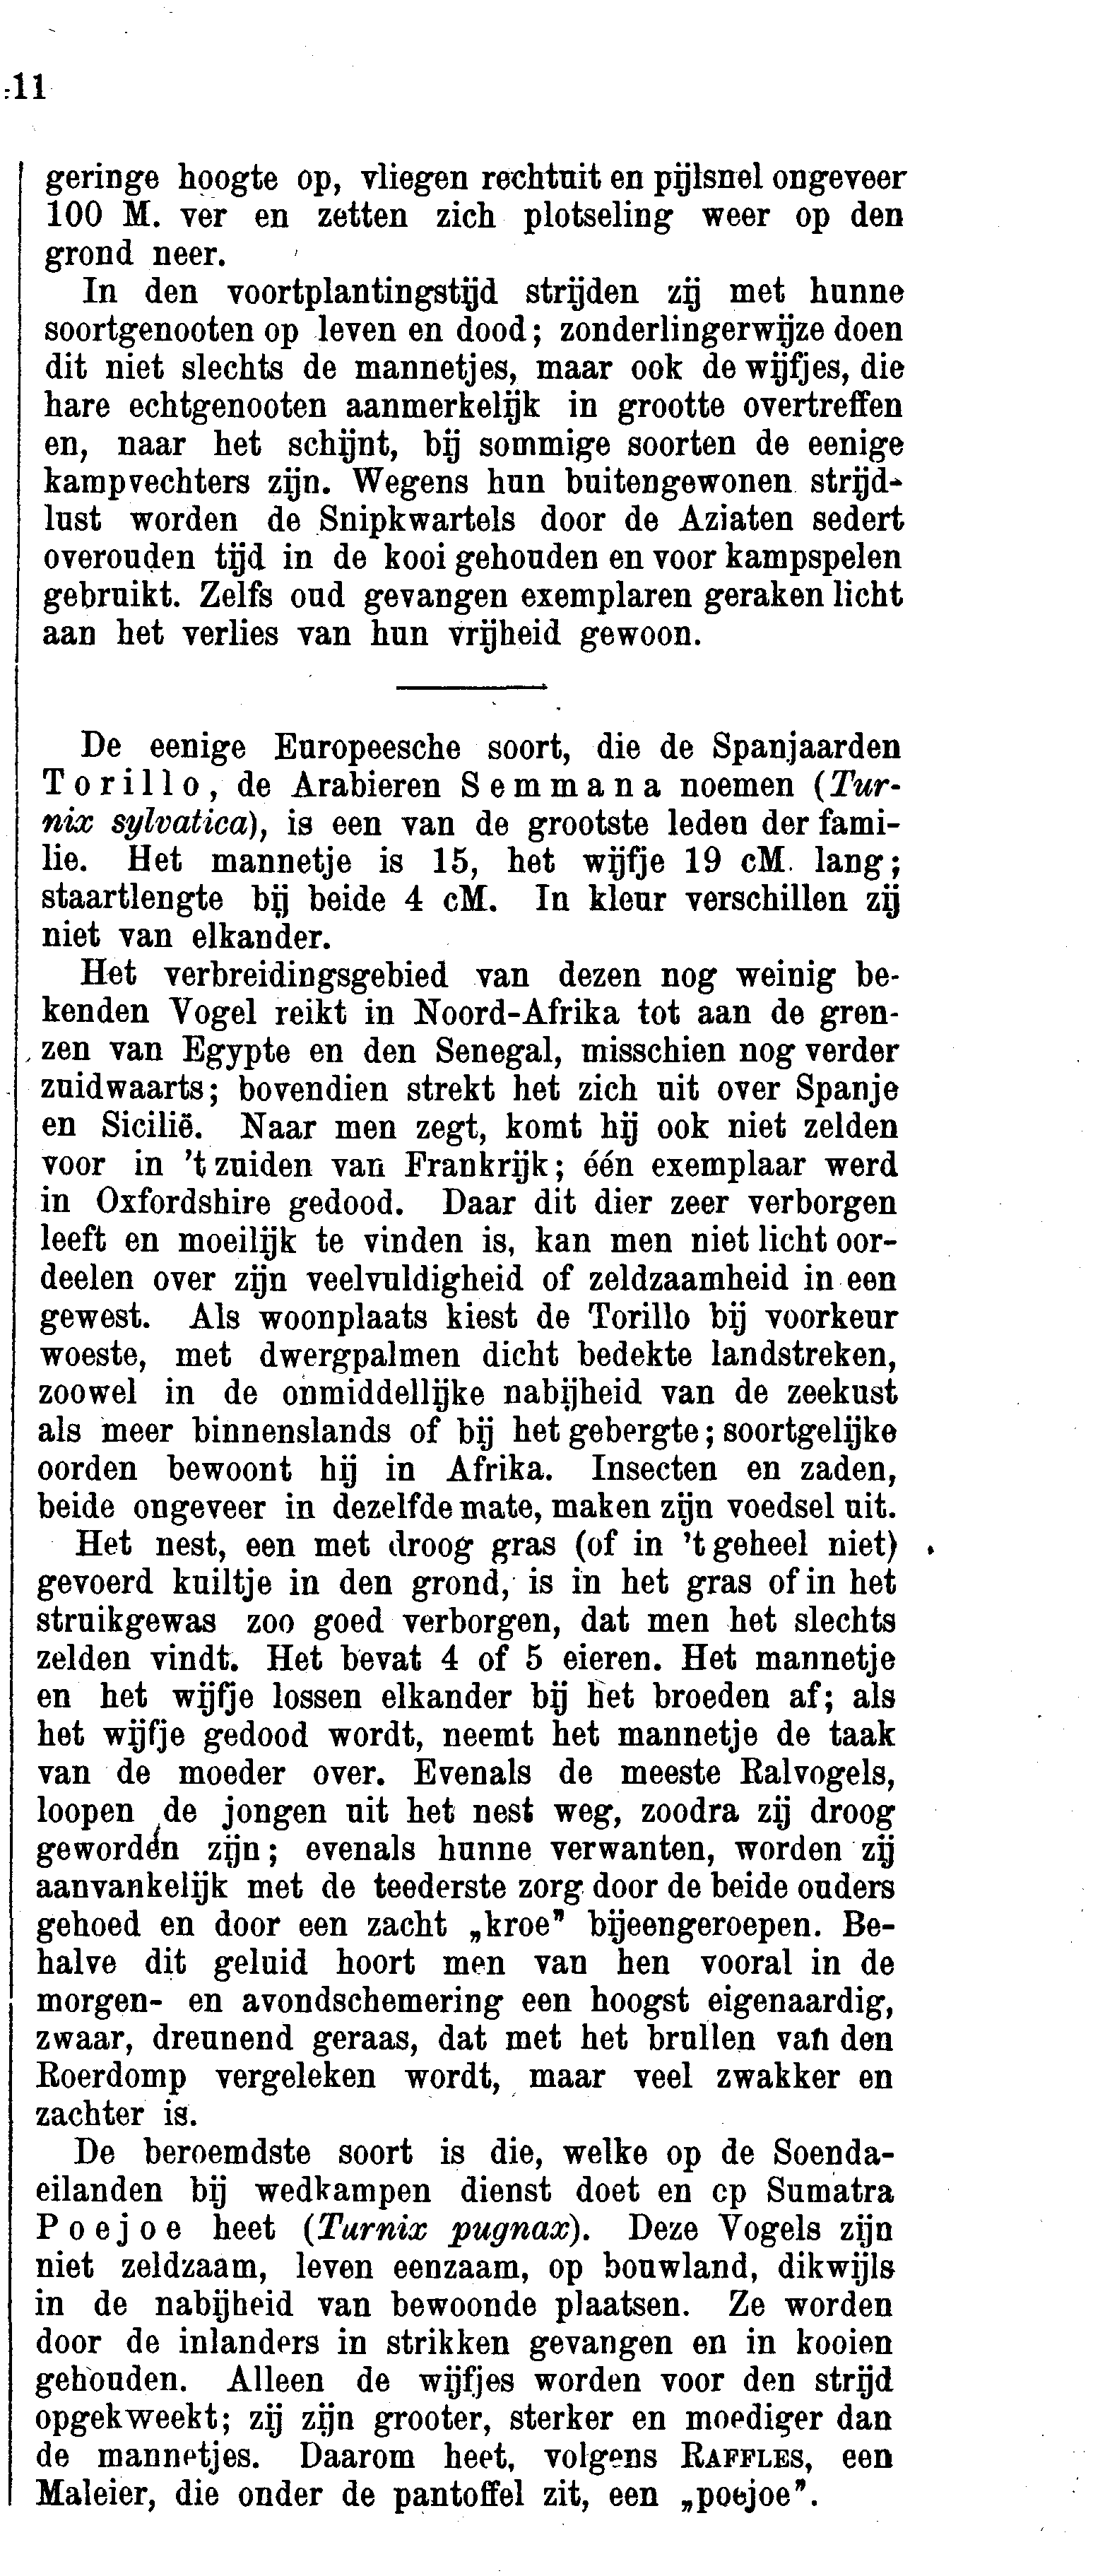 :11
geringe hoogte op, vliegen rechtuit en pijlsnel ongeveer
100 M. ver en zetten zich plotseling weer op den
grond neer.
In den voortplantingstijd strijden zij met hunne
soortgenooten op leven en dood; zonderlingerwijze doen
dit niet slechts de mannetjes, maar ook de wijfjes, die
hare echtgenooten aanmerkelijk in grootte overtreffen
en, naar het schijnt, bij sommige soorten de eenige
kampvechters zijn. Wegens hun buitengewonen strijd-
lust worden de Snipkwartels door de Aziaten sedert
overouden tijd in de kooi gehouden en voor kampspelen
gebruikt. Zelfs oud gevangen exemplaren geraken licht
aan het verlies van hun vrijheid gewoon.
De eenige Europeesche soort, die de Spanjaarden
Torillo, de Arabieren Semmana noemen (Tur-
nix sylvatica), is een van de grootste leden der fami-
lie. Het mannetje is 15, het wijfje 19 cM. lang;
staartlengte bij beide 4 cM. In kleur verschillen zij
niet van elkander.
Het verbreidingsgebied van dezen nog weinig be-
kenden Vogel reikt in Noord-Afrika tot aan de gren-
zen van Egypte en den Senegal, misschien nog verder
zuidwaarts; bovendien strekt het zich uit over Spanje
en Sicilië. Naar men zegt, komt hij ook niet zelden
voor in 't zuiden van Frankrijk; één exemplaar werd
in Oxfordshire gedood. Daar dit dier zeer verborgen
leeft en moeilijk te vinden is, kan men niet licht oor-
deelen over zijn veelvuldigheid of zeldzaamheid in een
gewest. Als woonplaats kiest de Torillo bij voorkeur
woeste, met dwergpalmen dicht bedekte landstreken,
zoowel in de onmiddellijke nabijheid van de zeekust
als meer binnenslands of bij het gebergte; soortgelijke
oorden bewoont hij in Afrika. Insecten en zaden,
beide ongeveer in dezelfde mate, maken zijn voedsel uit.
Het nest, een met droog gras (of in 't geheel niet)
gevoerd kuiltje in den grond, is in het gras of in het
struikgewas zoo goed verborgen, dat men het slechts
zelden vindt. Het bevat 4 of 5 eieren. Het mannetje
en het wijfje lossen elkander bij het broeden af; als
het wijfje gedood wordt, neemt het mannetje de taak
van de moeder over. Evenals de meeste Ralvogels,
loopen de jongen uit het nest weg, zoodra zij droog
geworden zijn; evenals hunne verwanten, worden zij
aanvankelijk met de teederste zorg door de beide ouders
gehoed en door een zacht „kroe" bijeengeroepen. Be-
halve dit geluid hoort men van hen vooral in de
morgen- en avondschemering een hoogst eigenaardig,
zwaar, dreunend geraas, dat met het brullen van den
Roerdomp vergeleken wordt, maar veel zwakker en
zachter is.
De beroemdste soort is die, welke op de Soenda-
eilanden bij wedkampen dienst doet en op Sumatra
Poejoe heet (Turnix pugnax). Deze Vogels zijn
niet zeldzaam, leven eenzaam, op bouwland, dikwijls
in de nabijheid van bewoonde plaatsen. Ze worden
door de inlanders in strikken gevangen en in kooien
gehouden. Alleen de wijfjes worden voor den strijd
opgekweekt; zij zijn grooter, sterker en moediger dan
de mannetjes. Daarom heet, volgens RAFFLES, een
Maleier, die onder de pantoffel zit, een „poejoe".